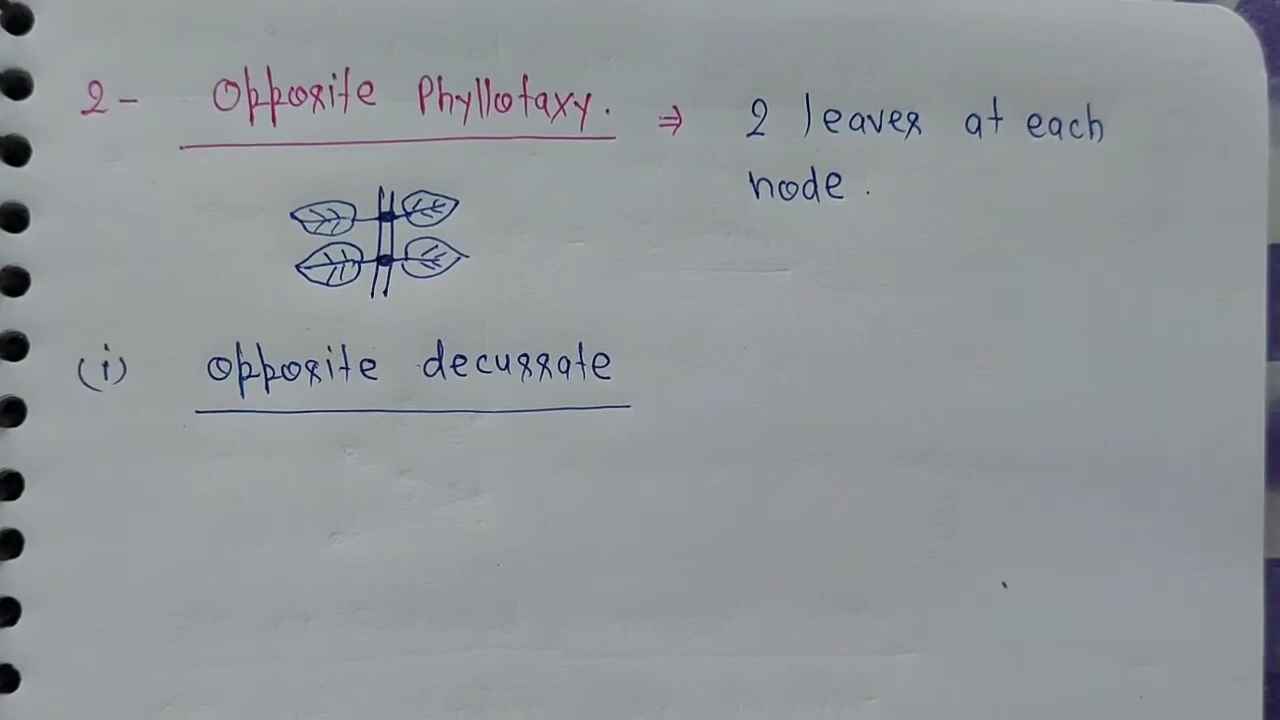 2- Opposite Phyllotaxy. ⇒ 2 leaves at each
node.
(i) Opposite decussate